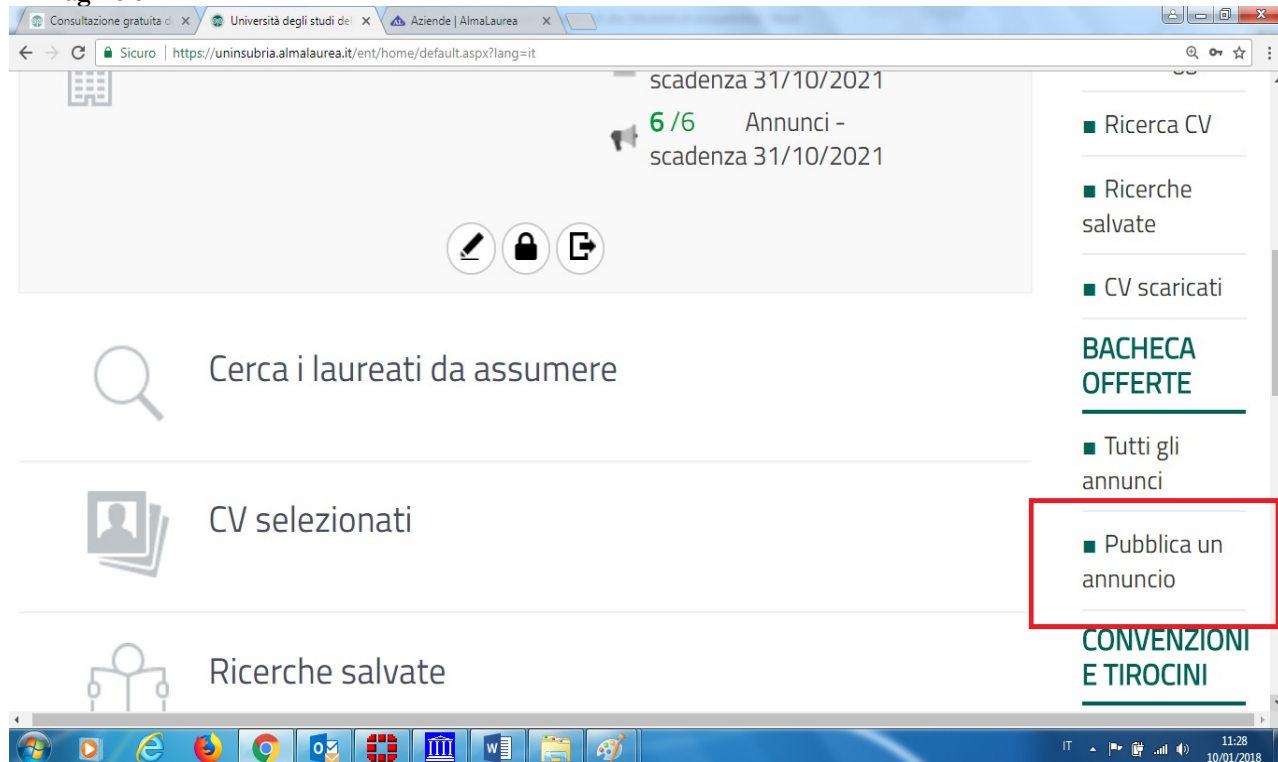 Consultazione gratuita d
Università degli studi del
Aziende | AlmaLaurea
Sicuro | https://uninsubria.almalaurea.it/ent/home/default.aspx?lang=it
scadenza 31/10/2021
6 /6 Annunci -
scadenza 31/10/2021
Cerca i laureati da assumere
CV selezionati
Ricerche salvate
■ Ricerca CV
■ Ricerche
salvate
■ CV scaricati
BACHECA
OFFERTE
■ Tutti gli
annunci
■ Pubblica un
annuncio
CONVENZIONI
E TIROCINI
IT
11:28
10/01/2018